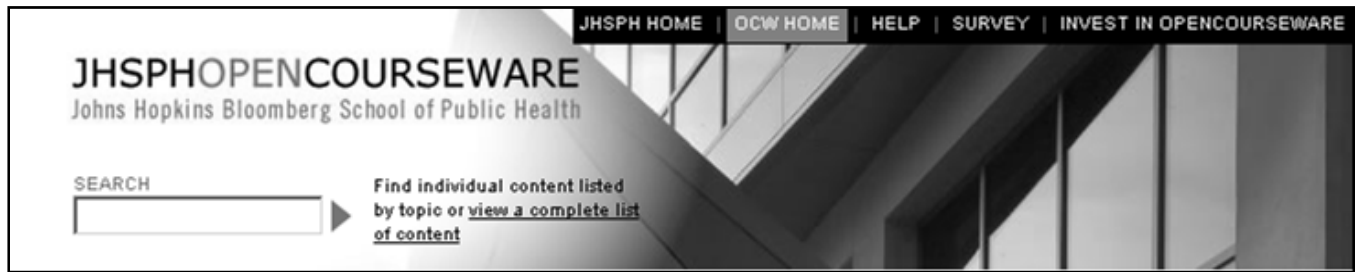 JHSPH HOME | OCW HOME | HELP | SURVEY | INVEST IN OPENCOURSEWARE
JHSPHOPENCOURSEWARE
Johns Hopkins Bloomberg School of Public Health
SEARCH
Find individual content listed
by topic or view a complete list
of content